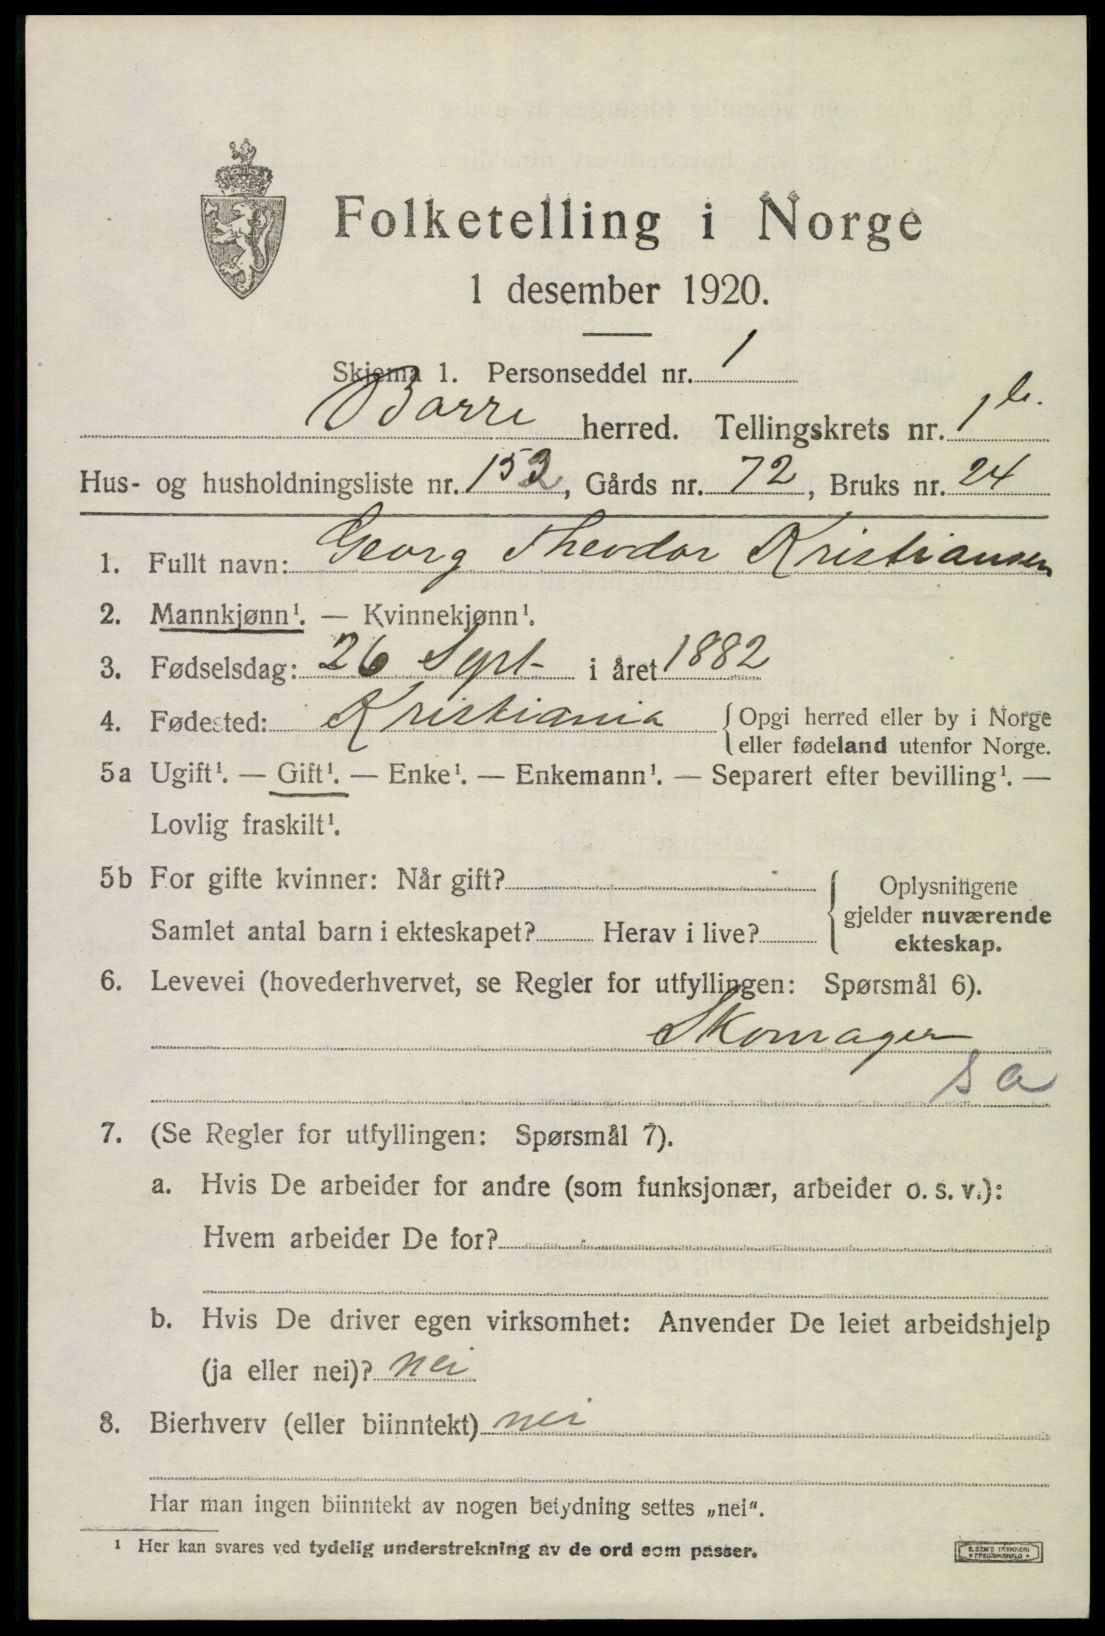 Folketelling i Norge
1 desember 1920.
Skjema 1. Personseddel nr. 1
Borre herred. Tellingskrets nr. 1 b.
Hus- og husholdningsliste nr. 152, Gårds nr. 72, Bruks nr. 24
1. Fullt navn: Georg Theodor Kristiansen
2. Mannkjønn¹. — Kvinnekjønn¹.
3. Fødselsdag: 26 Sept i året 1882
4. Fødested: Kristiania {Opgi herred eller by i Norge
eller fødeland utenfor Norge.
5a Ugift¹. — Gift¹. — Enke¹. — Enkemann¹. — Separert efter bevilling¹. —
Lovlig fraskilt¹.
5b For gifte kvinner: Når gift?
Samlet antal barn i ekteskapet? Herav i live?
Oplysningene
gjelder nuværende
ekteskap.
6. Levevei (hovederhvervet, se Regler for utfyllingen: Spørsmål 6).
Skomager
s a
7. (Se Regler for utfyllingen: Spørsmål 7).
a. Hvis De arbeider for andre (som funksjonær, arbeider o. s. v.):
Hvem arbeider De for?
b. Hvis De driver egen virksomhet: Anvender De leiet arbeidshjelp
(ja eller nei)? nei
8. Bierhverv (eller biinntekt) nei
Har man ingen biinntekt av nogen betydning settes „nei“.
¹ Her kan svares ved tydelig understrekning av de ord som passer.